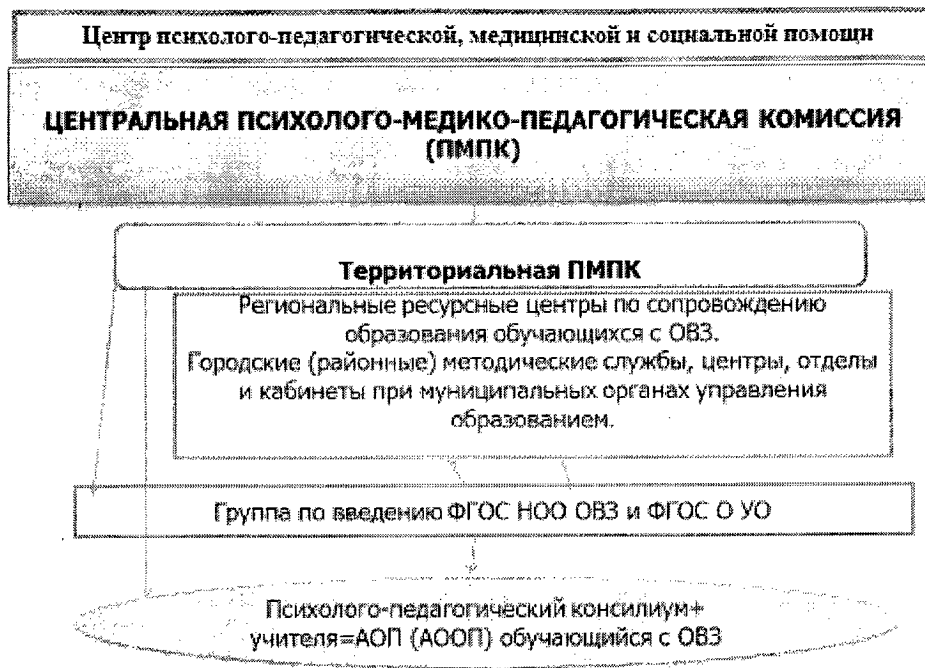 Центр психолого-педагогической, медицинской и социальной помощи
ЦЕНТРАЛЬНАЯ ПСИХОЛОГО-МЕДИКО-ПЕДАГОГИЧЕСКАЯ КОМИССИЯ
(ПМПК)
Территориальная ПМПК
Региональные ресурсные центры по сопровождению
образования обучающихся с ОВЗ.
Городские (районные) методические службы, центры, отделы
и кабинеты при муниципальных органах управления
образованием.
Группа по введению ФГОС НОО ОВЗ и ФГОС О УО
Психолого-педагогический консилиум+
учителя=АОП (АООП) обучающийся с ОВЗ